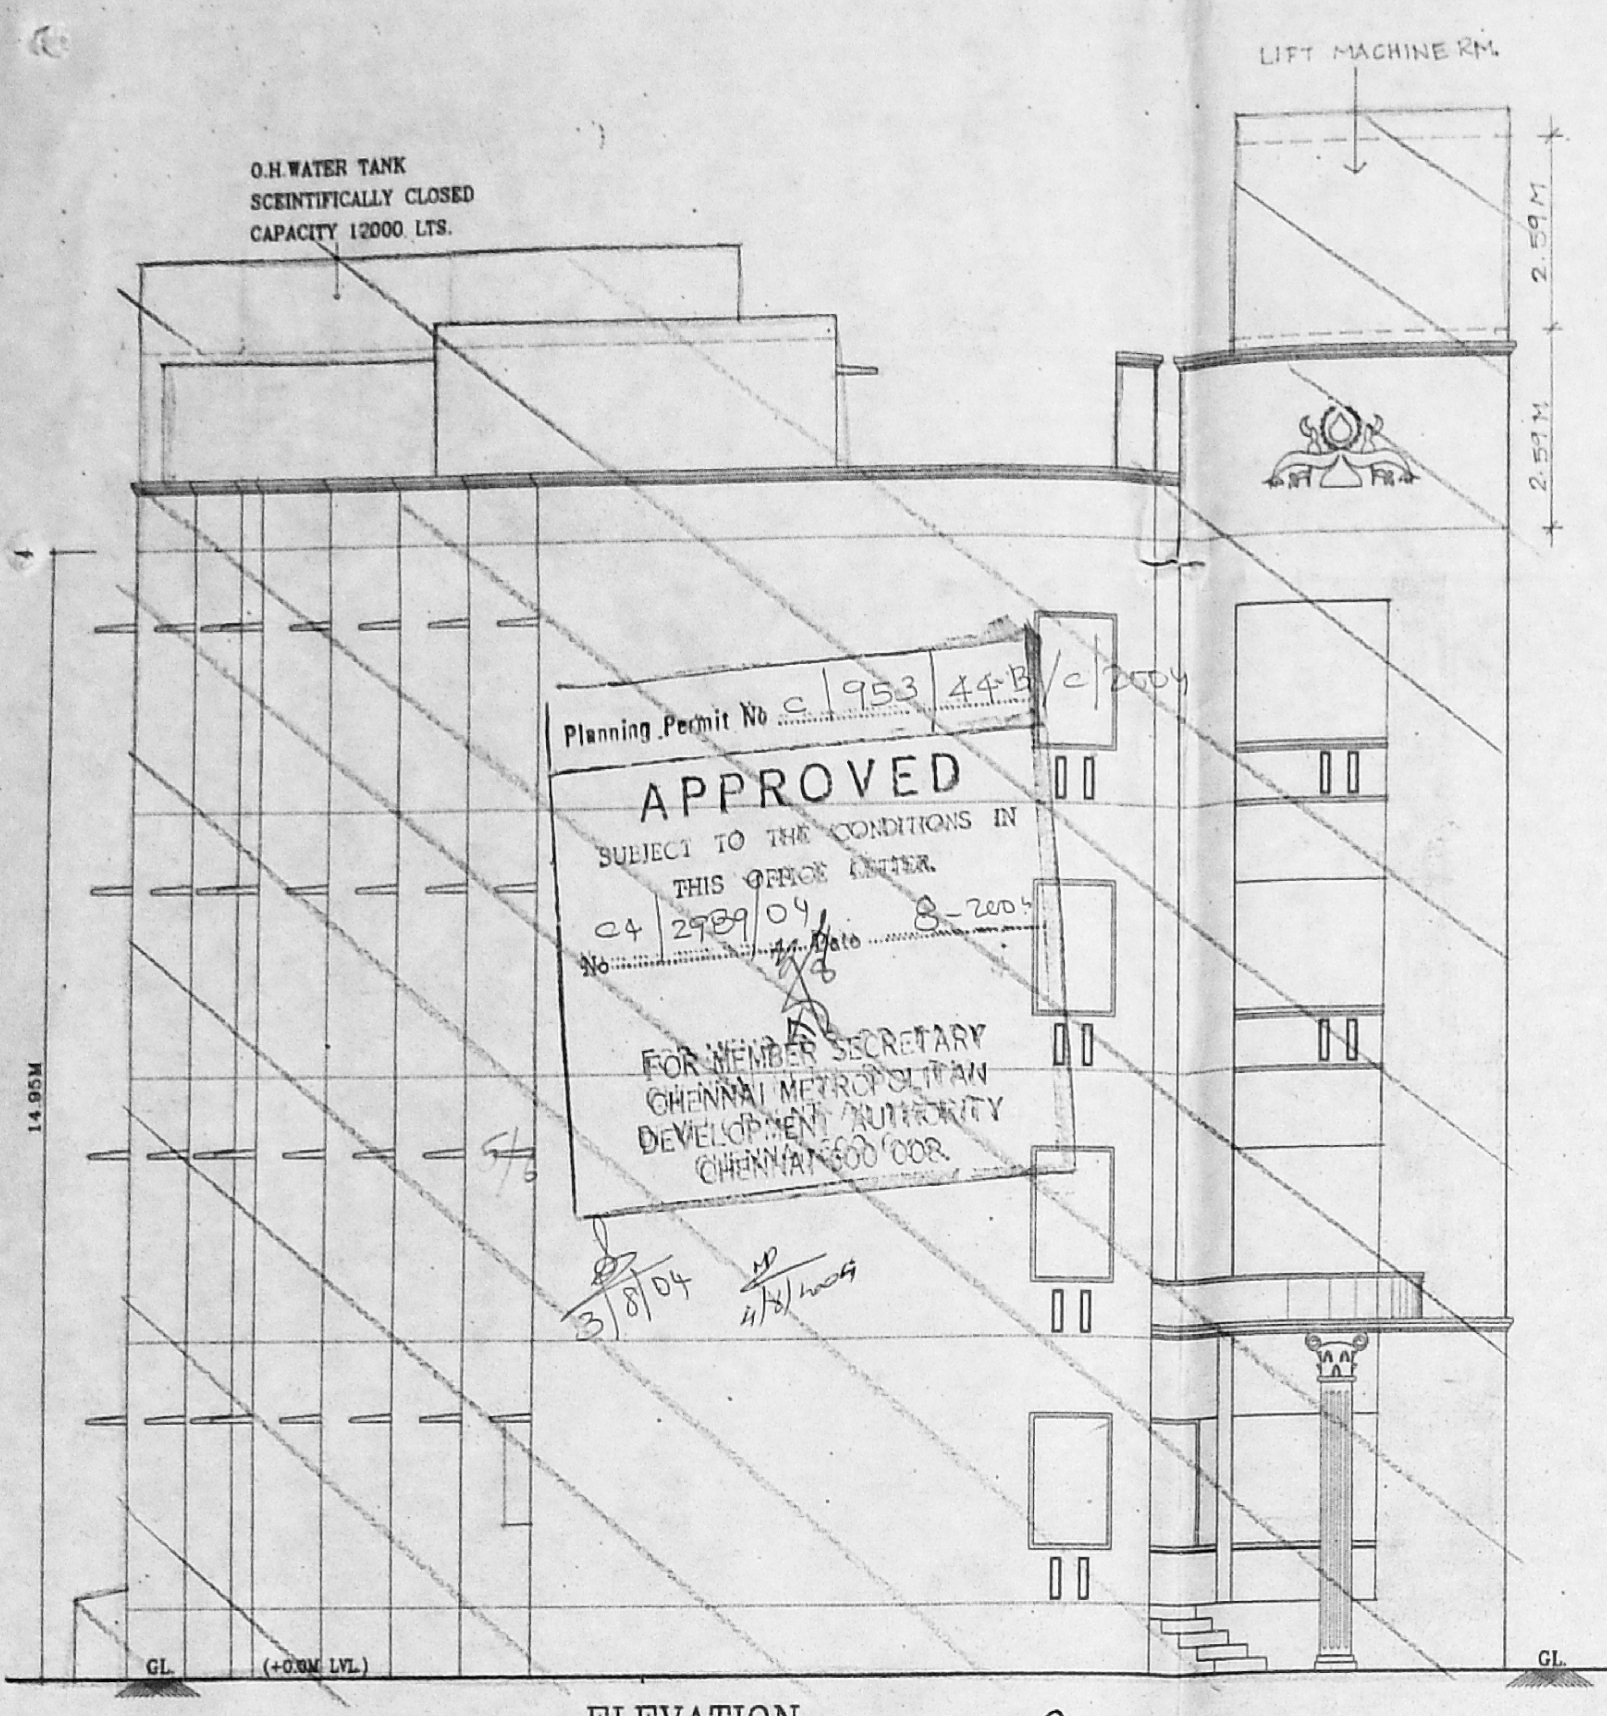 LIFT MACHINE RM.
O.H.WATER TANK
SCEINTIFICALLY CLOSED
CAPACITY 12000 LTS.
2.59 M
2.59 M
Planning Permit No C/953/44-B/C/2004
APPROVED
SUBJECT TO THE CONDITIONS IN
THIS OFFICE LETTER.
No C4/2939/04 Date 8-2004
FOR MEMBER SECRETARY
CHENNAI METROPOLITAN
DEVELOPMENT AUTHORITY
CHENNAI-600 008.
14.95M
3/8/04
4/8/2004
GL.
(+0.0M LVL.)
GL.
ELEVATION